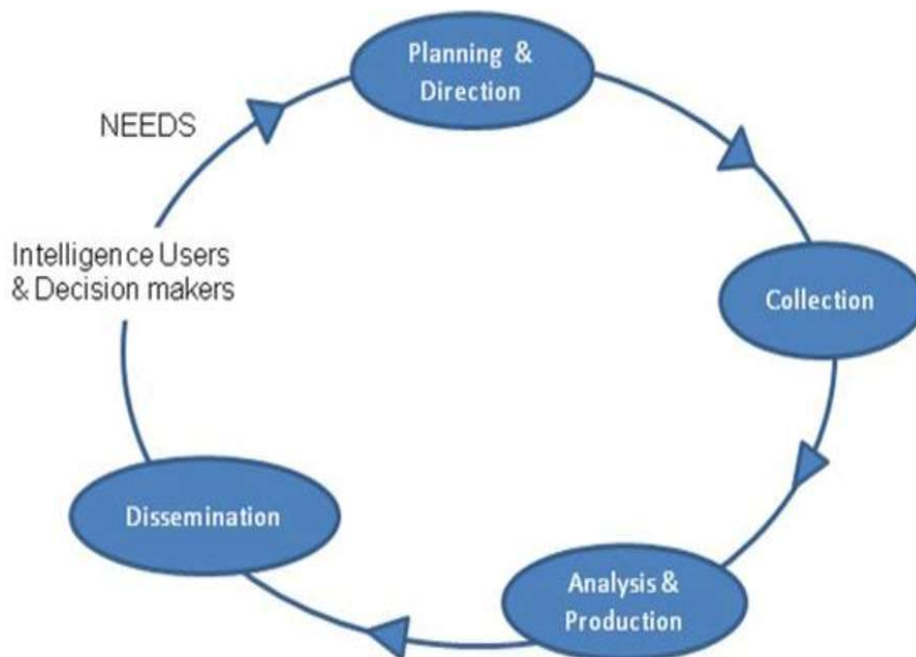 Planning &
Direction
NEEDS
Intelligence Users
& Decision makers
Collection
Dissemination
Analysis &
Production